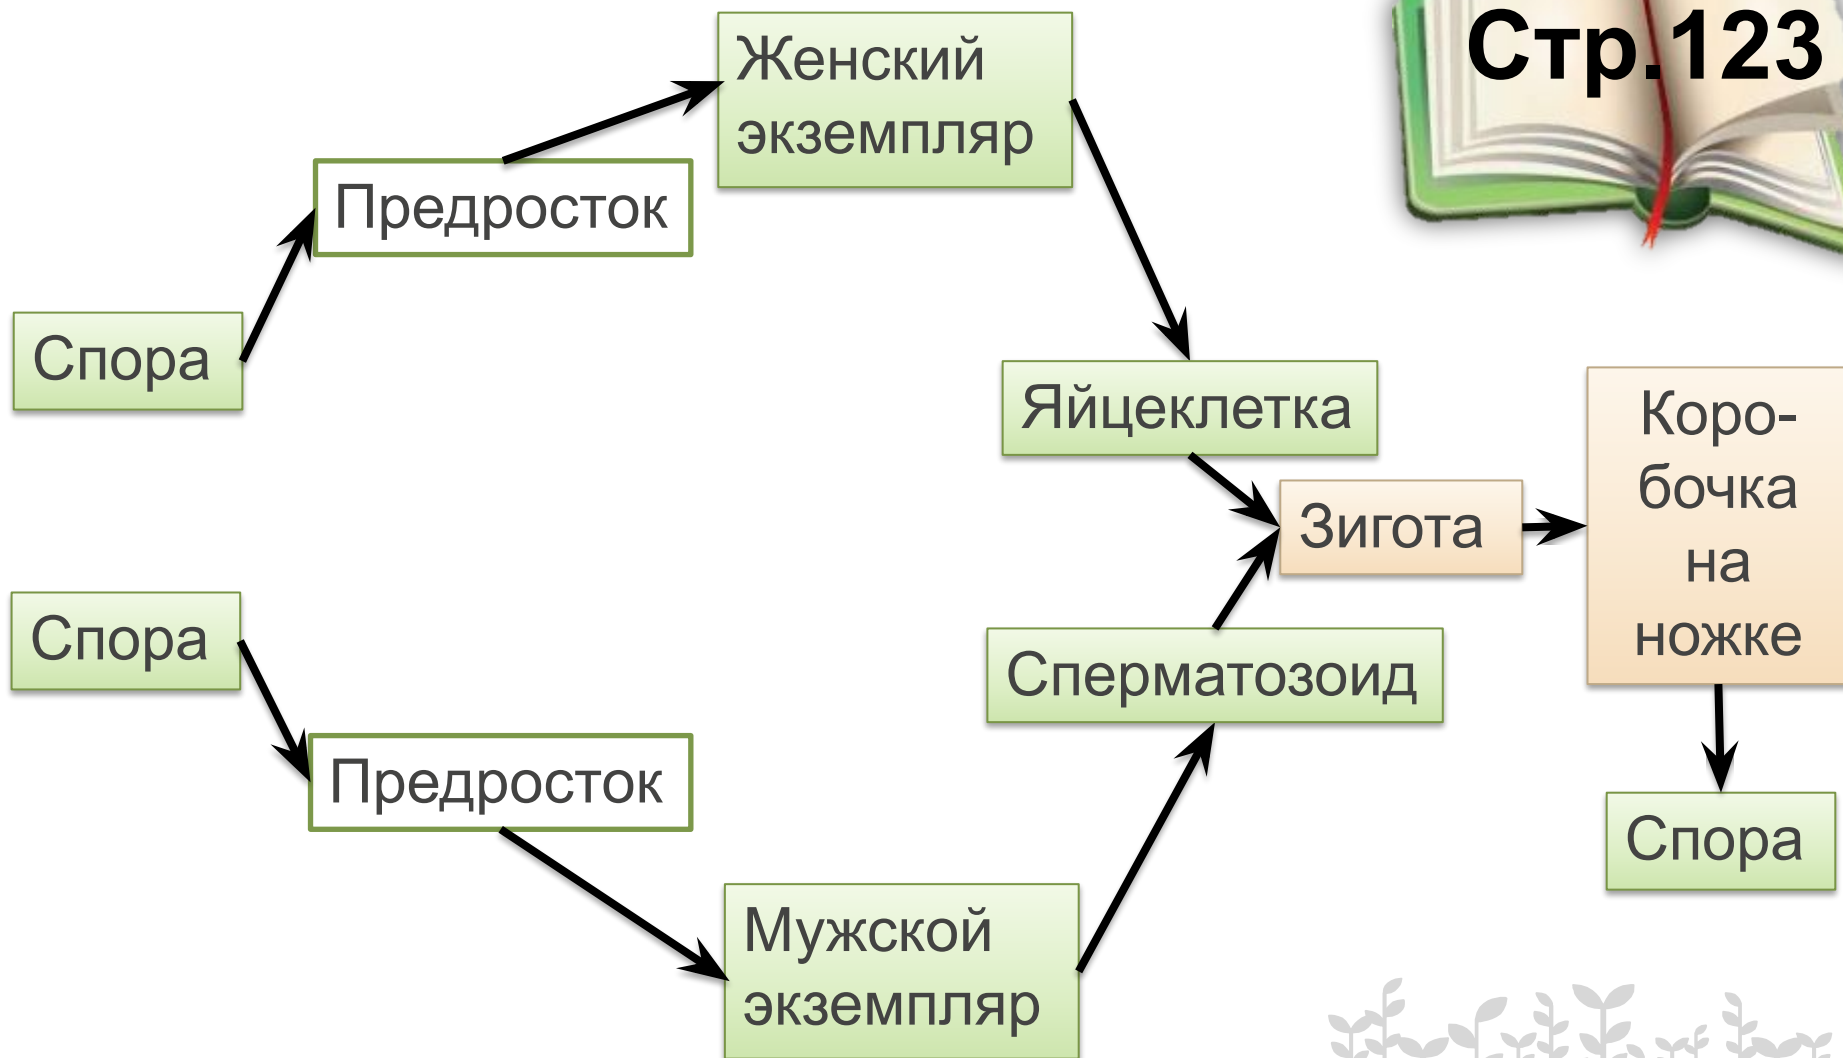 Стр.123
Женский
экземпляр
Предросток
Спора
Яйцеклетка
Коро-
бочка
на
ножке
Зигота
Спора
Сперматозоид
Предросток
Спора
Мужской
экземпляр